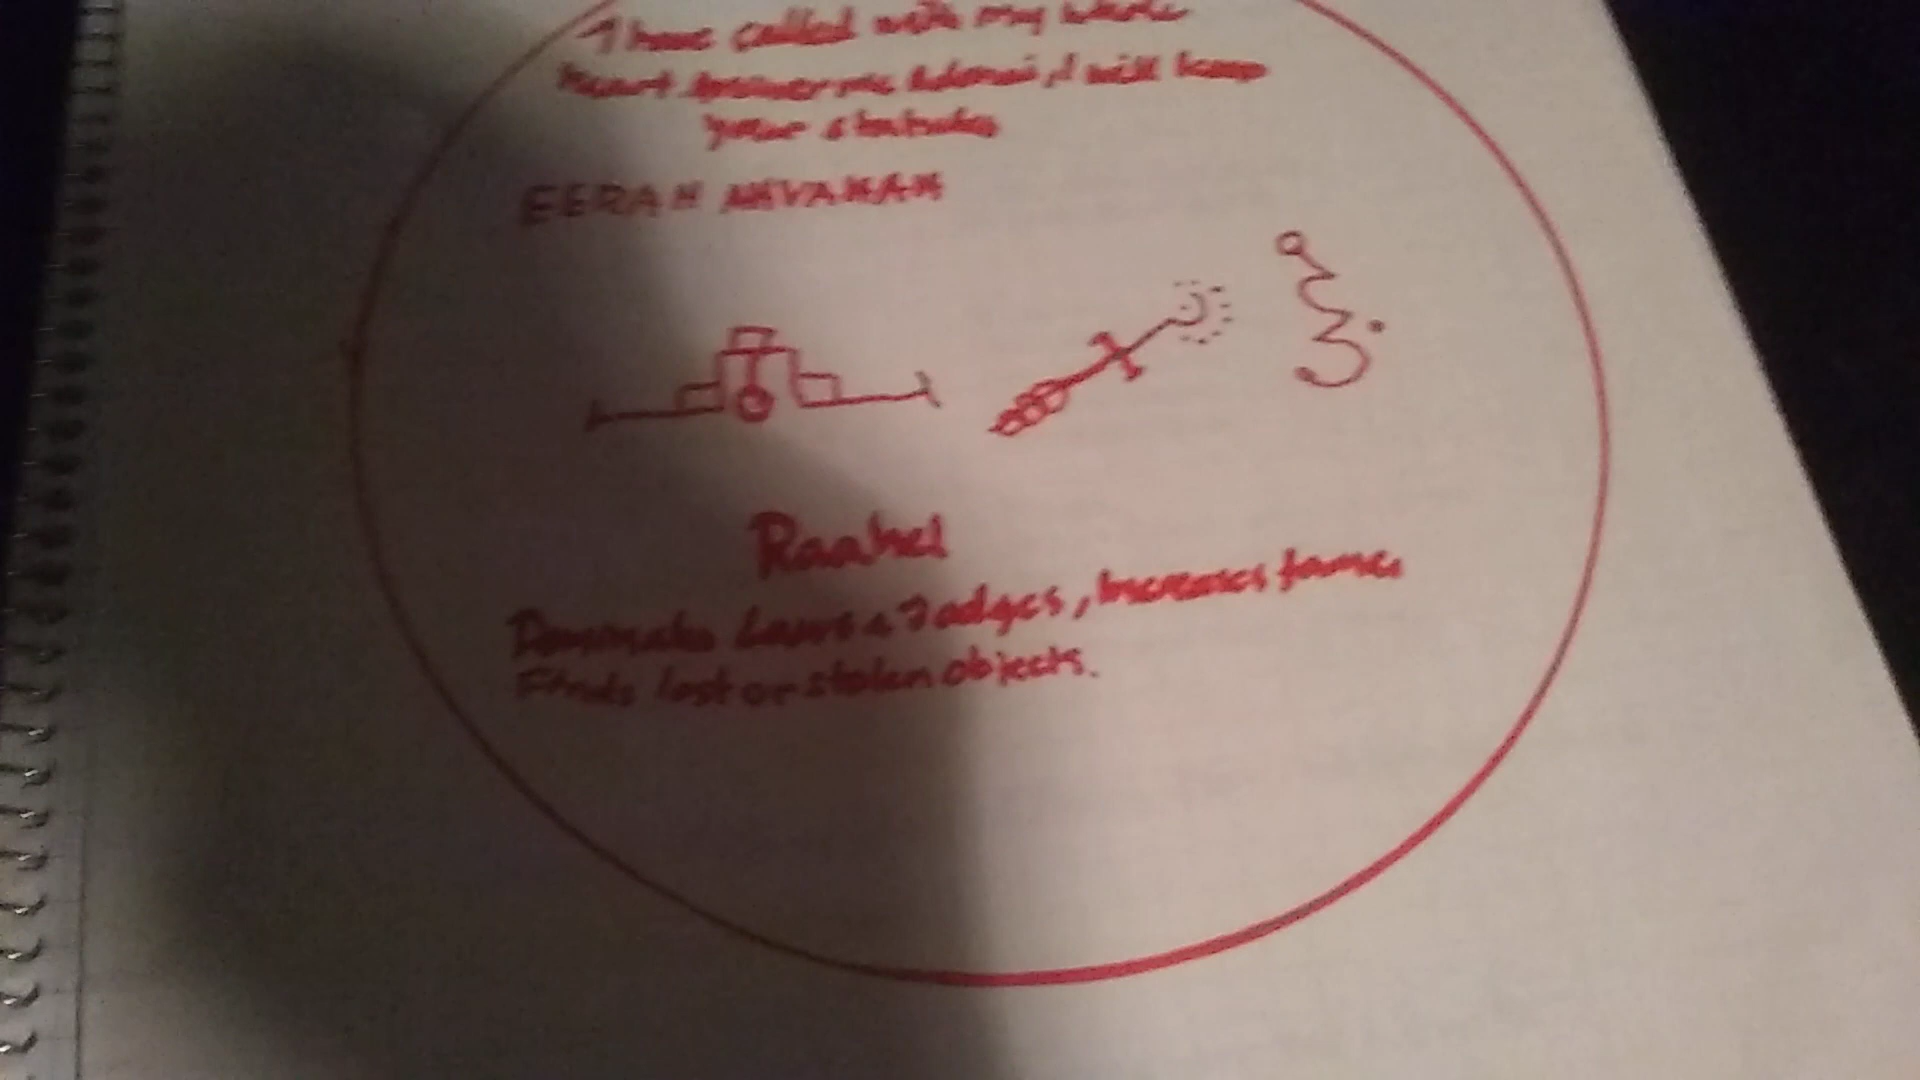 I have called with my whole
Heart Answer me Adonai, I will keep
your statutes
EERAH
Raahel
Dominates Laws & Judges, Increases fame.
Finds lost or stolen objects.